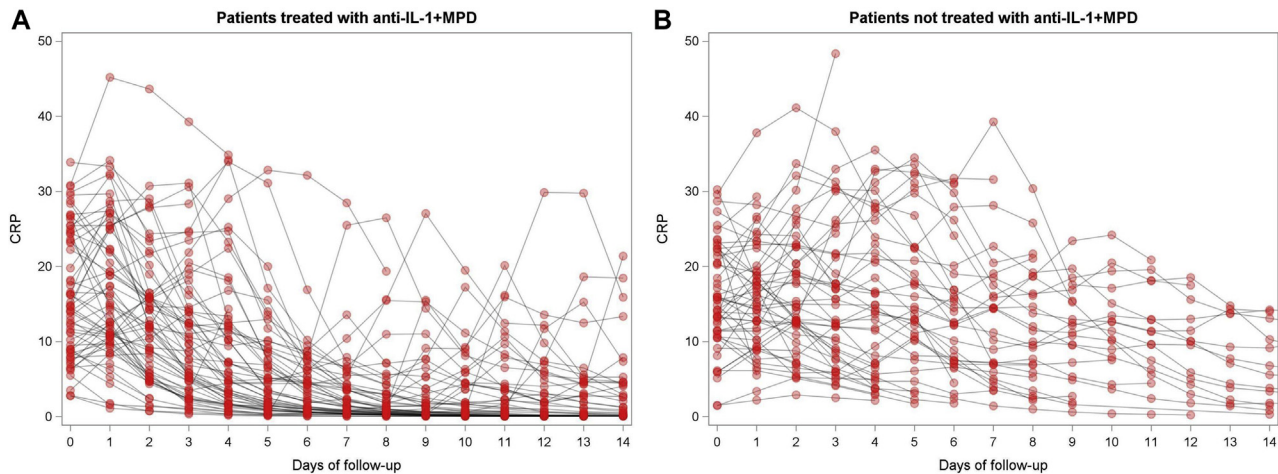 A
Patients treated with anti-IL-1+MPD
50
40
30
20
10
0
CRP
0 1 2 3 4 5 6 7 8 9 10 11 12 13 14
Days of follow-up
B
Patients not treated with anti-IL-1+MPD
50
40
30
20
10
0
CRP
0 1 2 3 4 5 6 7 8 9 10 11 12 13 14
Days of follow-up